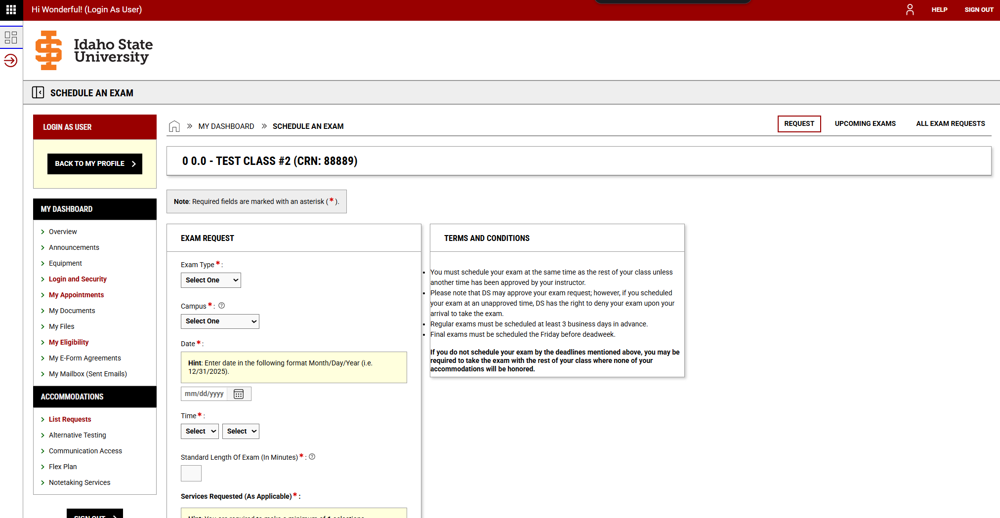 Hi Wonderful! (Login As User)
HELP
SIGN OUT
Idaho State
University
SCHEDULE AN EXAM
LOGIN AS USER
BACK TO MY PROFILE
MY DASHBOARD
Overview
Announcements
Equipment
Login and Security
My Appointments
My Documents
My Files
My Eligibility
My E-Form Agreements
My Mailbox (Sent Emails)
ACCOMMODATIONS
List Requests
Alternative Testing
Communication Access
Flex Plan
Notetaking Services
SIGN OUT
MY DASHBOARD » SCHEDULE AN EXAM
REQUEST
UPCOMING EXAMS
ALL EXAM REQUESTS
0 0.0 - TEST CLASS #2 (CRN: 88889)
Note: Required fields are marked with an asterisk (*).
EXAM REQUEST
Exam Type * :
Select One
Campus * :
Select One
Date * :
Hint: Enter date in the following format Month/Day/Year (i.e.
12/31/2025).
mm/dd/yyyy
Time * :
Select Select
Standard Length Of Exam (In Minutes) * :
Services Requested (As Applicable) * :
Hint: You are required to make a minimum of 1 selections.
TERMS AND CONDITIONS
• You must schedule your exam at the same time as the rest of your class unless
another time has been approved by your instructor.
• Please note that DS may approve your exam request; however, if you scheduled
your exam at an unapproved time, DS has the right to deny your exam upon your
arrival to take the exam.
• Regular exams must be scheduled at least 3 business days in advance.
• Final exams must be scheduled the Friday before deadweek.
If you do not schedule your exam by the deadlines mentioned above, you may be
required to take the exam with the rest of your class where none of your
accommodations will be honored.